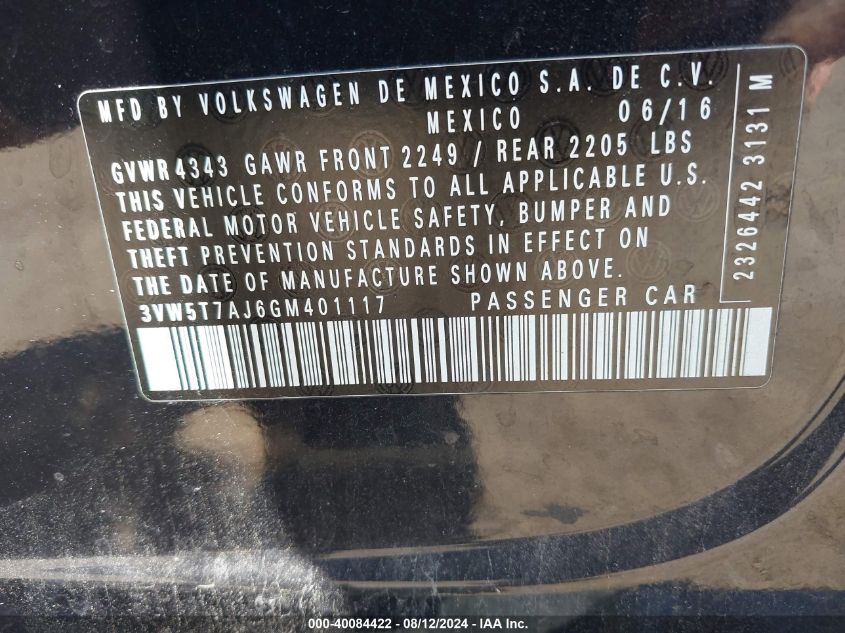 MFD BY VOLKSWAGEN DE MEXICO S.A. DE C.V.
MEXICO 06/16
GVWR 4343 GAWR FRONT 2249 / REAR 2205 LBS
THIS VEHICLE CONFORMS TO ALL APPLICABLE U.S.
FEDERAL MOTOR VEHICLE SAFETY, BUMPER AND
THEFT PREVENTION STANDARDS IN EFFECT ON
THE DATE OF MANUFACTURE SHOWN ABOVE.
3VW5T7AJ6GM401117 PASSENGER CAR
2326442 3131 M
000-40084422 - 08/12/2024 - IAA Inc.